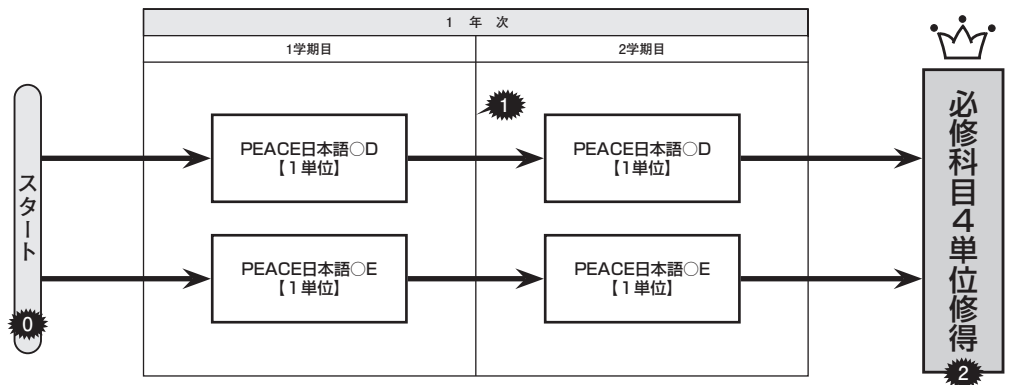 1 年 次
1学期目
2学期目
スタート
0
PEACE日本語○D
【1単位】
1
PEACE日本語○D
【1単位】
PEACE日本語○E
【1単位】
PEACE日本語○E
【1単位】
必修科目4単位修得
2